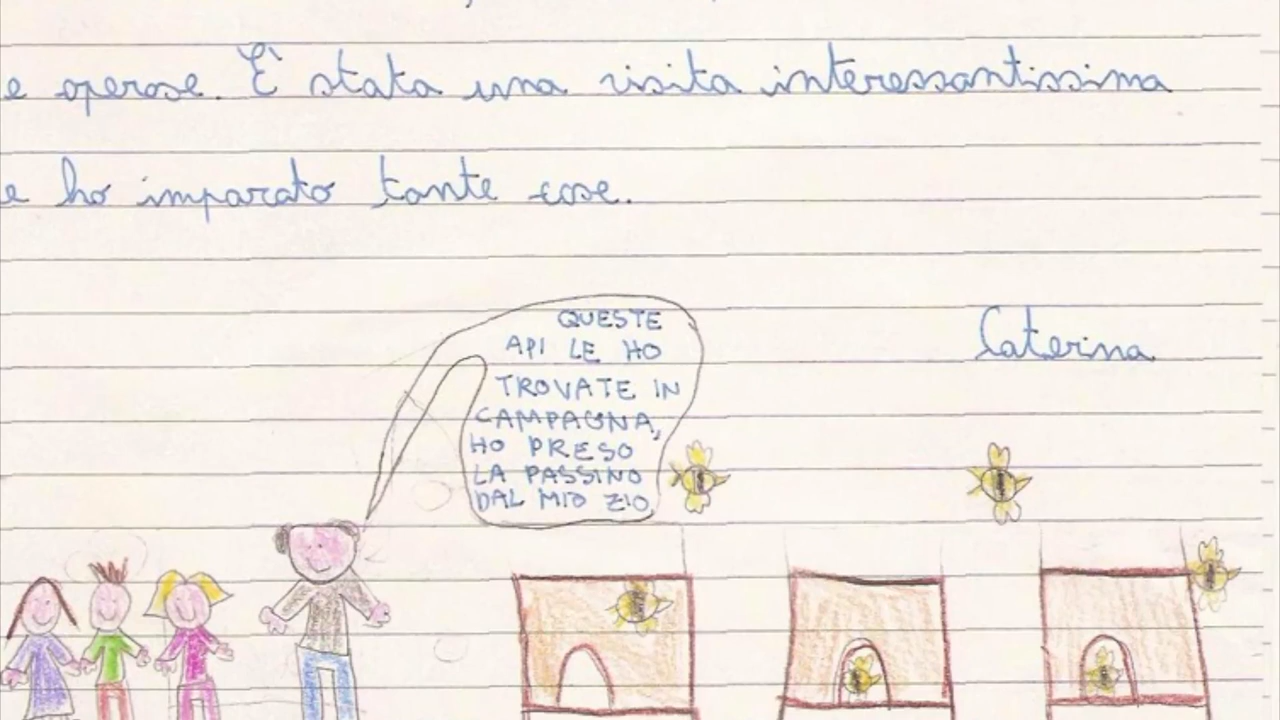 e operose. È stata una visita interessantissima
e ho imparato tante cose.
Caterina
QUESTE
API LE HO
TROVATE IN
CAMPAGNA,
HO PRESO
LA PASSINO
DAL MIO ZIO